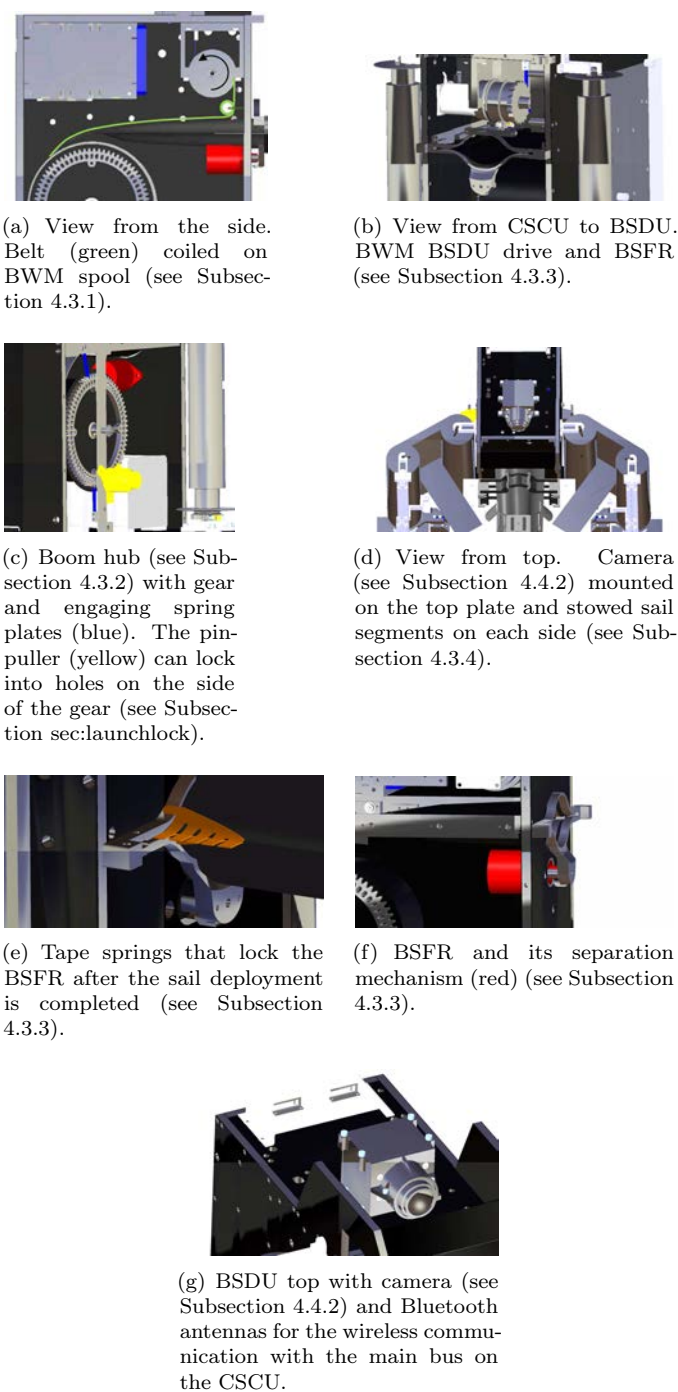 (a) View from the side.
Belt (green) coiled on
BWM spool (see Subsec-
tion 4.3.1).
(b) View from CSCU to BSDU.
BWM BSDU drive and BSFR
(see Subsection 4.3.3).
(c) Boom hub (see Sub-
section 4.3.2) with gear
and engaging spring
plates (blue). The pin-
puller (yellow) can lock
into holes on the side
of the gear (see Subsec-
tion sec:launchlock).
(d) View from top. Camera
(see Subsection 4.4.2) mounted
on the top plate and stowed sail
segments on each side (see Sub-
section 4.3.4).
(e) Tape springs that lock the
BSFR after the sail deployment
is completed (see Subsection
4.3.3).
(f) BSFR and its separation
mechanism (red) (see Subsection
4.3.3).
(g) BSDU top with camera (see
Subsection 4.4.2) and Bluetooth
antennas for the wireless commu-
nication with the main bus on
the CSCU.